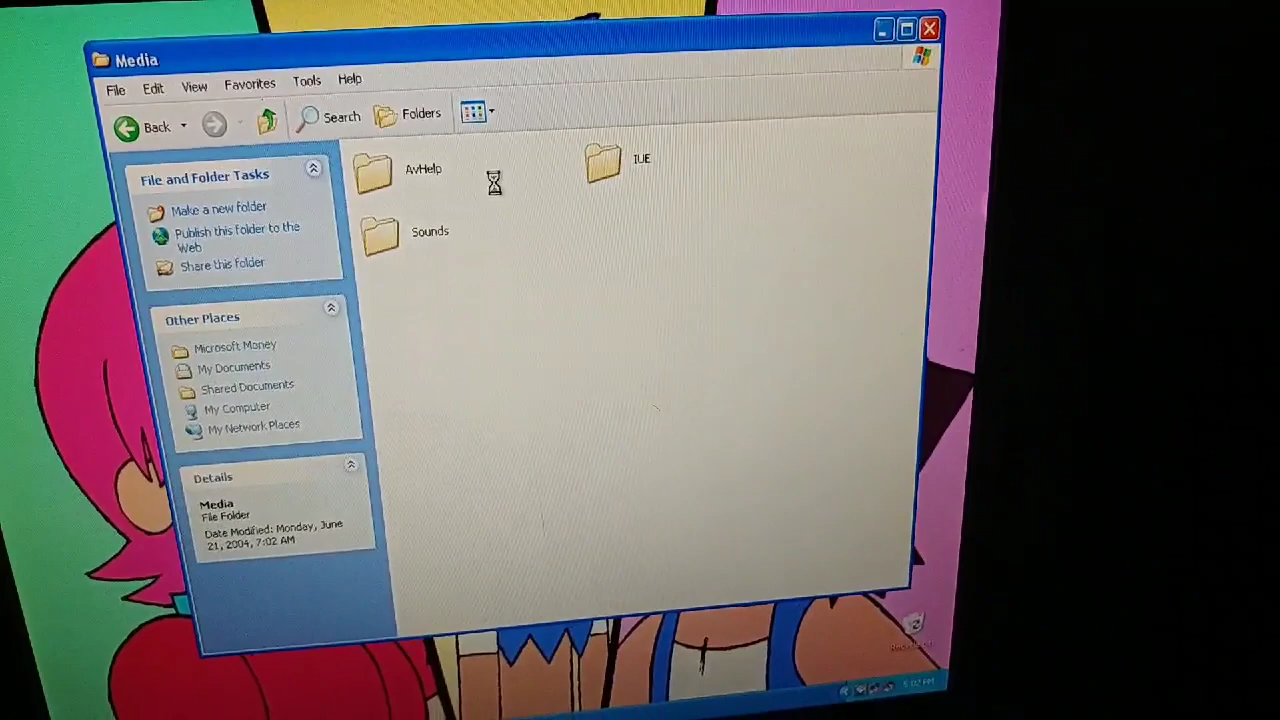 Media
File Edit View Favorites Tools Help
Back Search Folders
File and Folder Tasks
Make a new folder
Publish this folder to the
Web
Share this folder
Other Places
Microsoft Money
My Documents
Shared Documents
My Computer
My Network Places
Details
Media
File Folder
Date Modified: Monday, June
21, 2004, 7:02 AM
AvHelp IUE
Sounds